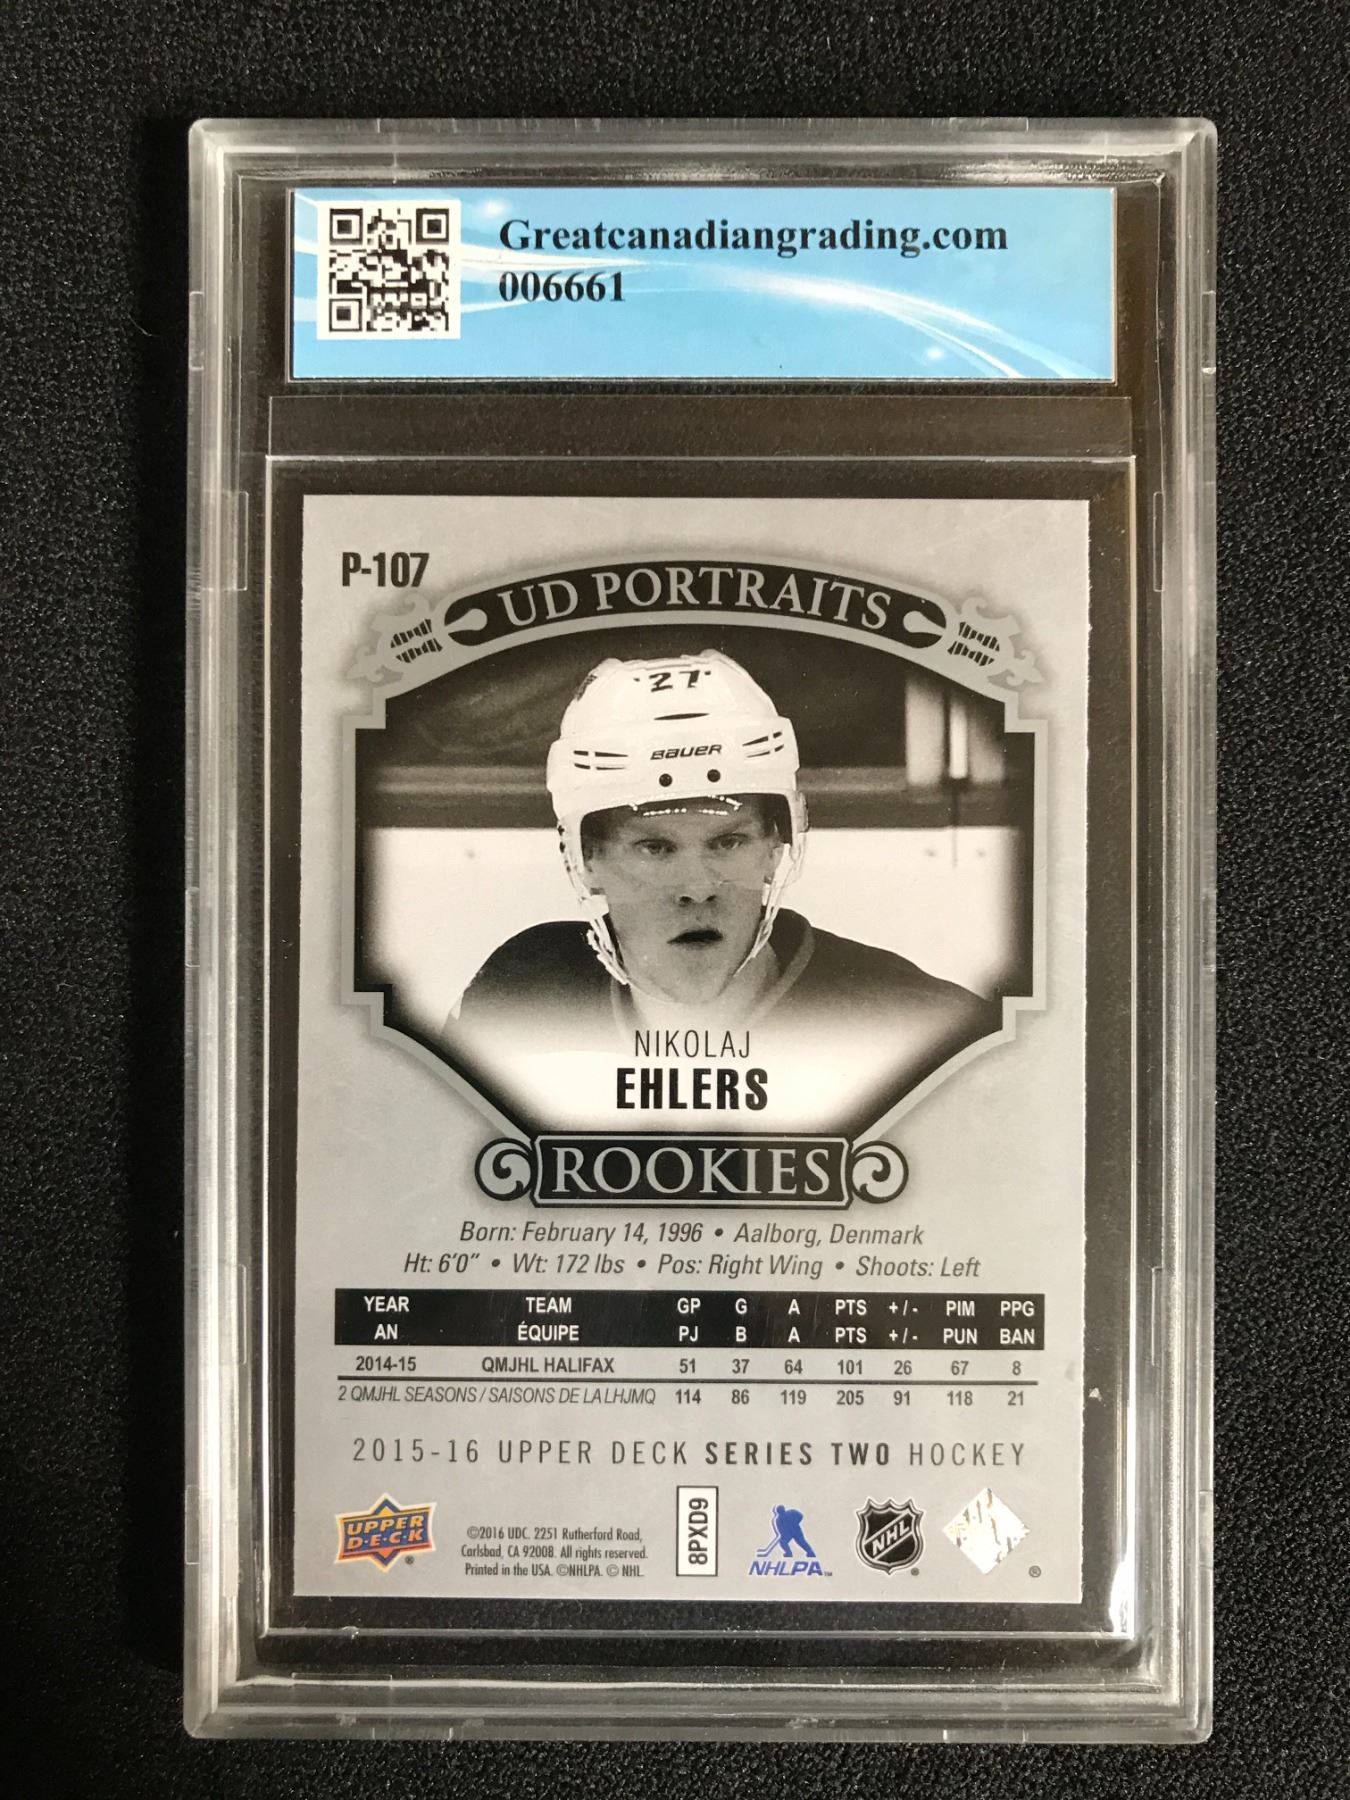 Greatcanadiangrading.com
006661
P-107
UD PORTRAITS
27
BAUER
NIKOLAJ
EHLERS
ROOKIES
Born: February 14, 1996 • Aalborg, Denmark
Ht: 6'0" • Wt: 172 lbs • Pos: Right Wing • Shoots: Left
YEAR TEAM GP G A PTS +/- PIM PPG
AN ÉQUIPE PJ B A PTS +/- PUN BAN
2014-15 QMJHL HALIFAX 51 37 64 101 26 67 8
2 QMJHL SEASONS / SAISONS DE LA LHJMQ 114 86 119 205 91 118 21
2015-16 UPPER DECK SERIES TWO HOCKEY
UPPER
D·E·C·K
®
©2016 UDC. 2251 Rutherford Road,
Carlsbad, CA 92008. All rights reserved.
Printed in the USA. ©NHLPA. © NHL.
8PXD9
NHLPA™
NHL
®
®